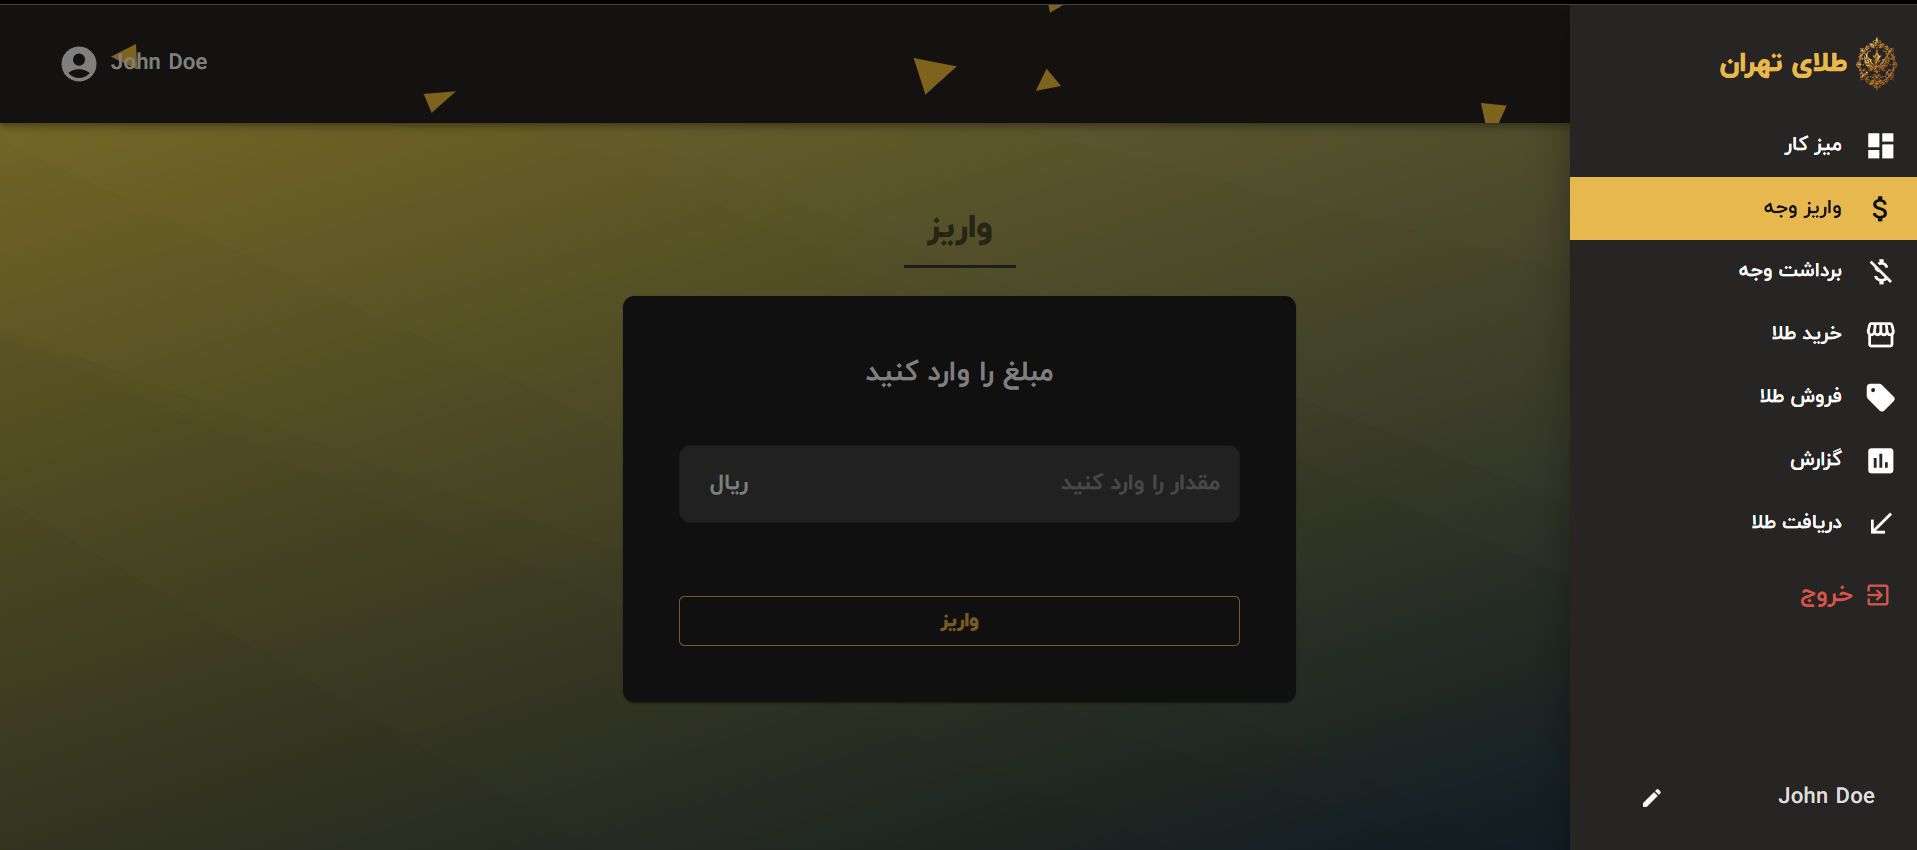 طلای تهران
میز کار
واریز وجه
برداشت وجه
خرید طلا
فروش طلا
گزارش
دریافت طلا
خروج
John Doe
John Doe
واریز
مبلغ را وارد کنید
مقدار را وارد کنید ریال
واریز